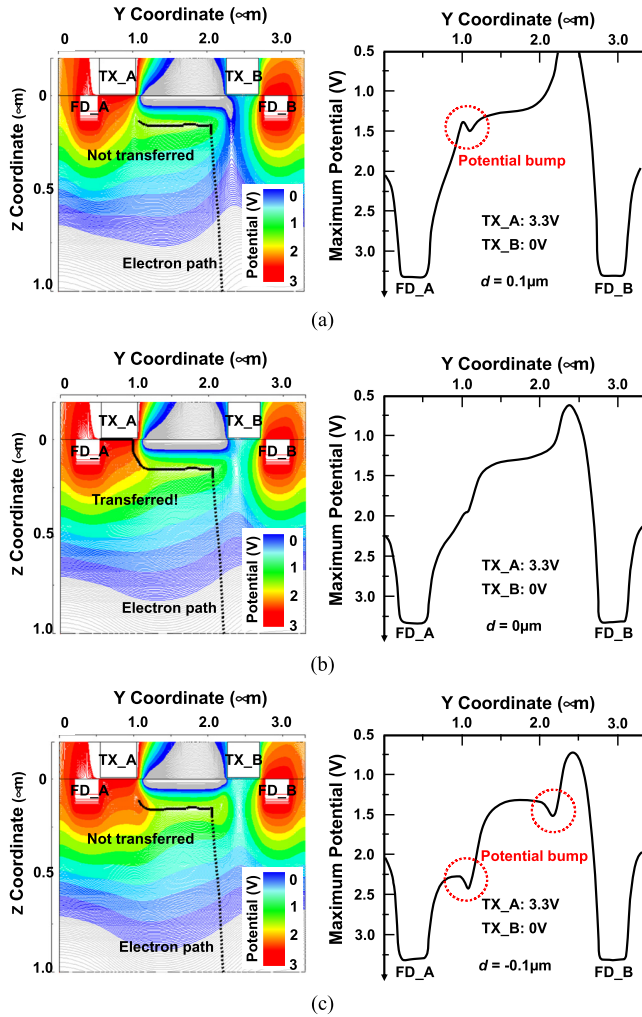 Y Coordinate (∝m)
0 1.0 2.0 3.0
TX_A TX_B
0
FD_A FD_B
Not transferred
0.5
Electron path
1.0
Z Coordinate (∝m)
Potential (V)
0
1
2
3
Y Coordinate (∝m)
1.0 2.0 3.0
0.5
1.0
1.5
2.0
2.5
3.0
Maximum Potential (V)
Potential bump
TX_A: 3.3V
TX_B: 0V
d = 0.1µm
FD_A FD_B
(a)
Y Coordinate (∝m)
0 1.0 2.0 3.0
TX_A TX_B
0
FD_A FD_B
Transferred!
0.5
Electron path
1.0
Z Coordinate (∝m)
Potential (V)
0
1
2
3
Y Coordinate (∝m)
1.0 2.0 3.0
0.5
1.0
1.5
2.0
2.5
3.0
Maximum Potential (V)
TX_A: 3.3V
TX_B: 0V
d = 0µm
FD_A FD_B
(b)
Y Coordinate (∝m)
0 1.0 2.0 3.0
TX_A TX_B
0
FD_A FD_B
Not transferred
0.5
Electron path
1.0
Z Coordinate (∝m)
Potential (V)
0
1
2
3
Y Coordinate (∝m)
1.0 2.0 3.0
0.5
1.0
1.5
2.0
2.5
3.0
Maximum Potential (V)
Potential bump
TX_A: 3.3V
TX_B: 0V
d = -0.1µm
FD_A FD_B
(c)